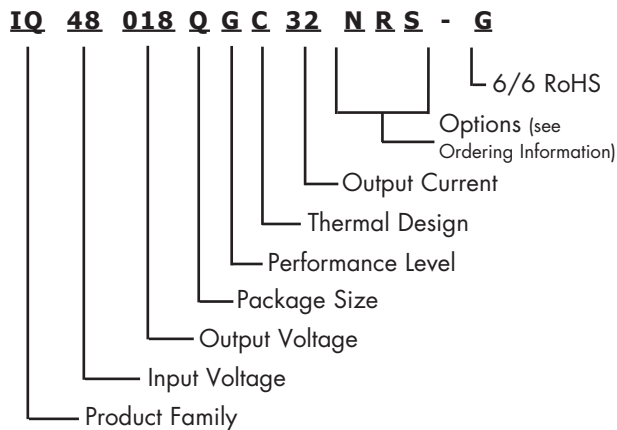 IQ 48 018 Q G C 32 N R S - G
6/6 RoHS
Options (see
Ordering Information)
Output Current
Thermal Design
Performance Level
Package Size
Output Voltage
Input Voltage
Product Family